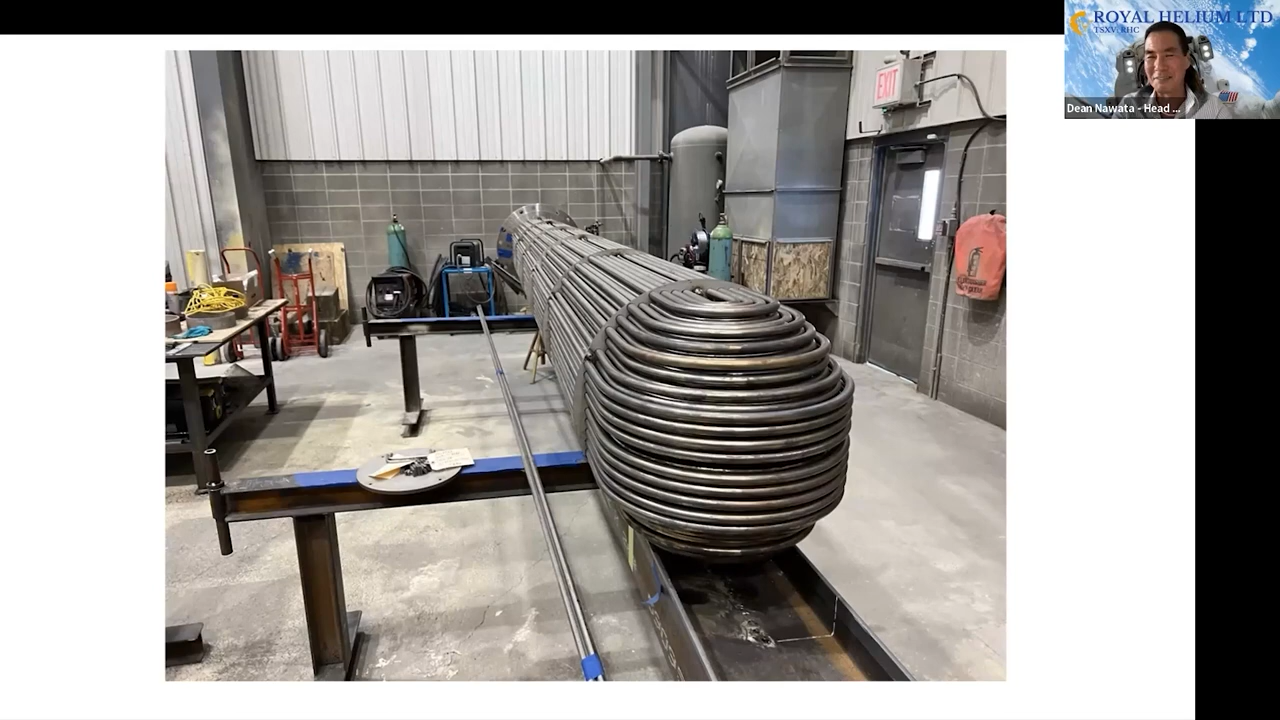 ROYAL HELIUM LTD
TSXV: RHC
Dean Nawata - Head ...
EXIT